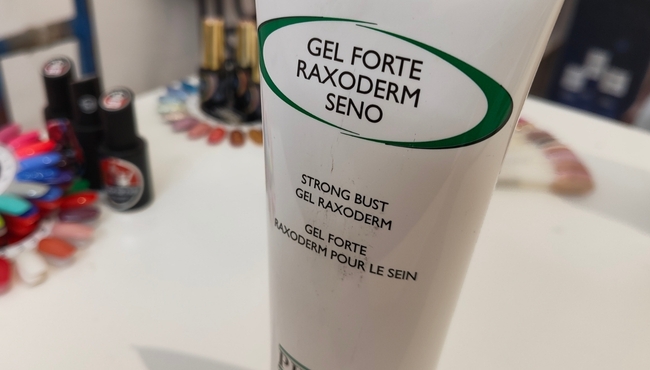 GEL FORTE
RAXODERM
SENO
STRONG BUST
GEL RAXODERM
GEL FORTE
RAXODERM POUR LE SEIN